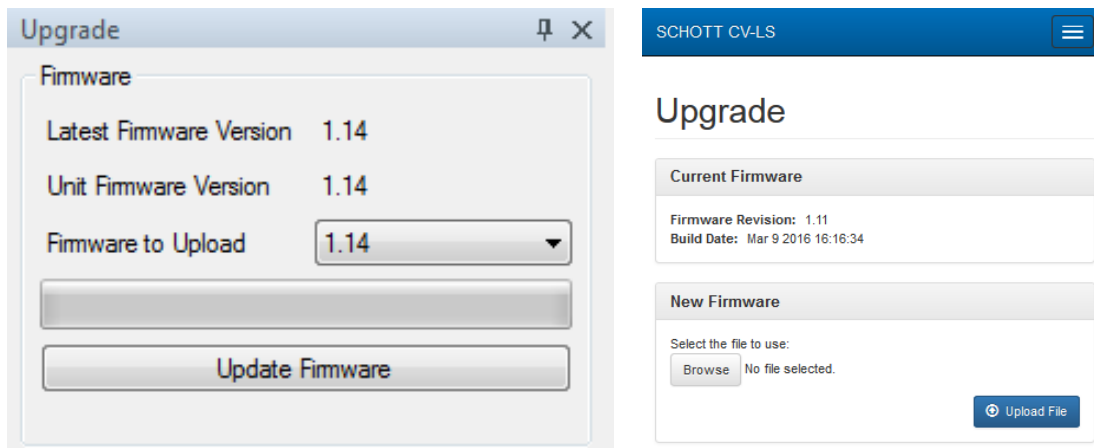 Upgrade
Firmware
Latest Firmware Version 1.14
Unit Firmware Version 1.14
Firmware to Upload 1.14
Update Firmware
SCHOTT CV-LS
Upgrade
Current Firmware
Firmware Revision: 1.11
Build Date: Mar 9 2016 16:16:34
New Firmware
Select the file to use:
Browse No file selected.
Upload File